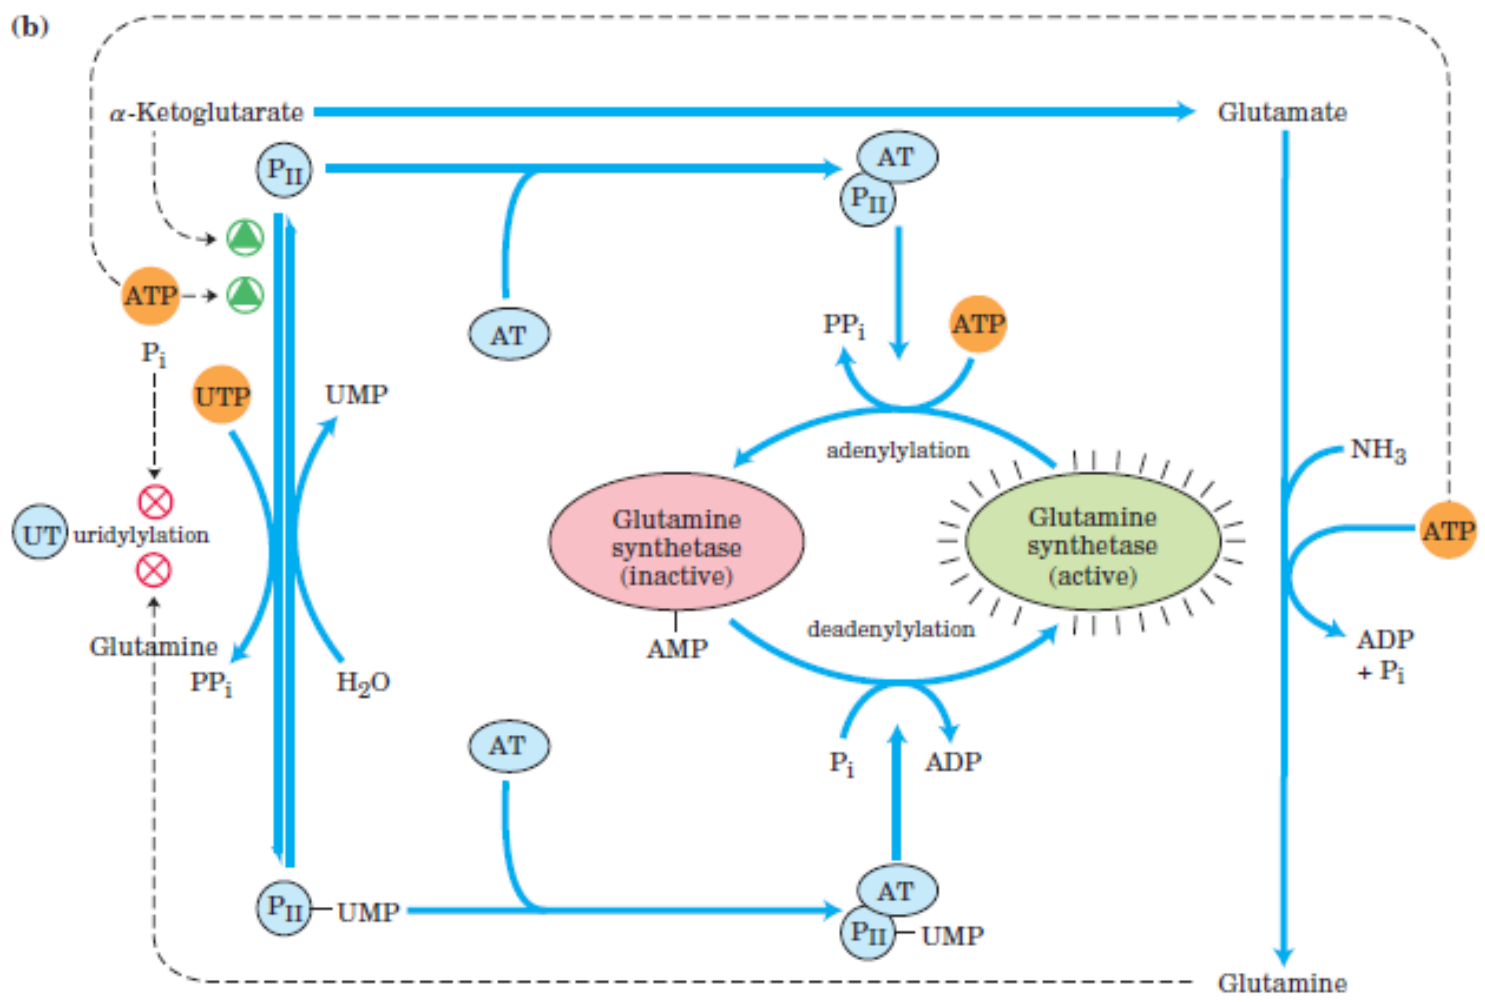 (b)
α-Ketoglutarate
Glutamate
PII
AT
PII
ATP
AT
PPi
ATP
Pi
UTP
UMP
adenylylation
NH3
UT
uridylylation
Glutamine
synthetase
(inactive)
Glutamine
synthetase
(active)
ATP
AMP
deadenylylation
Glutamine
PPi
H2O
ADP
+ Pi
AT
Pi
ADP
PII
UMP
AT
PII
UMP
Glutamine